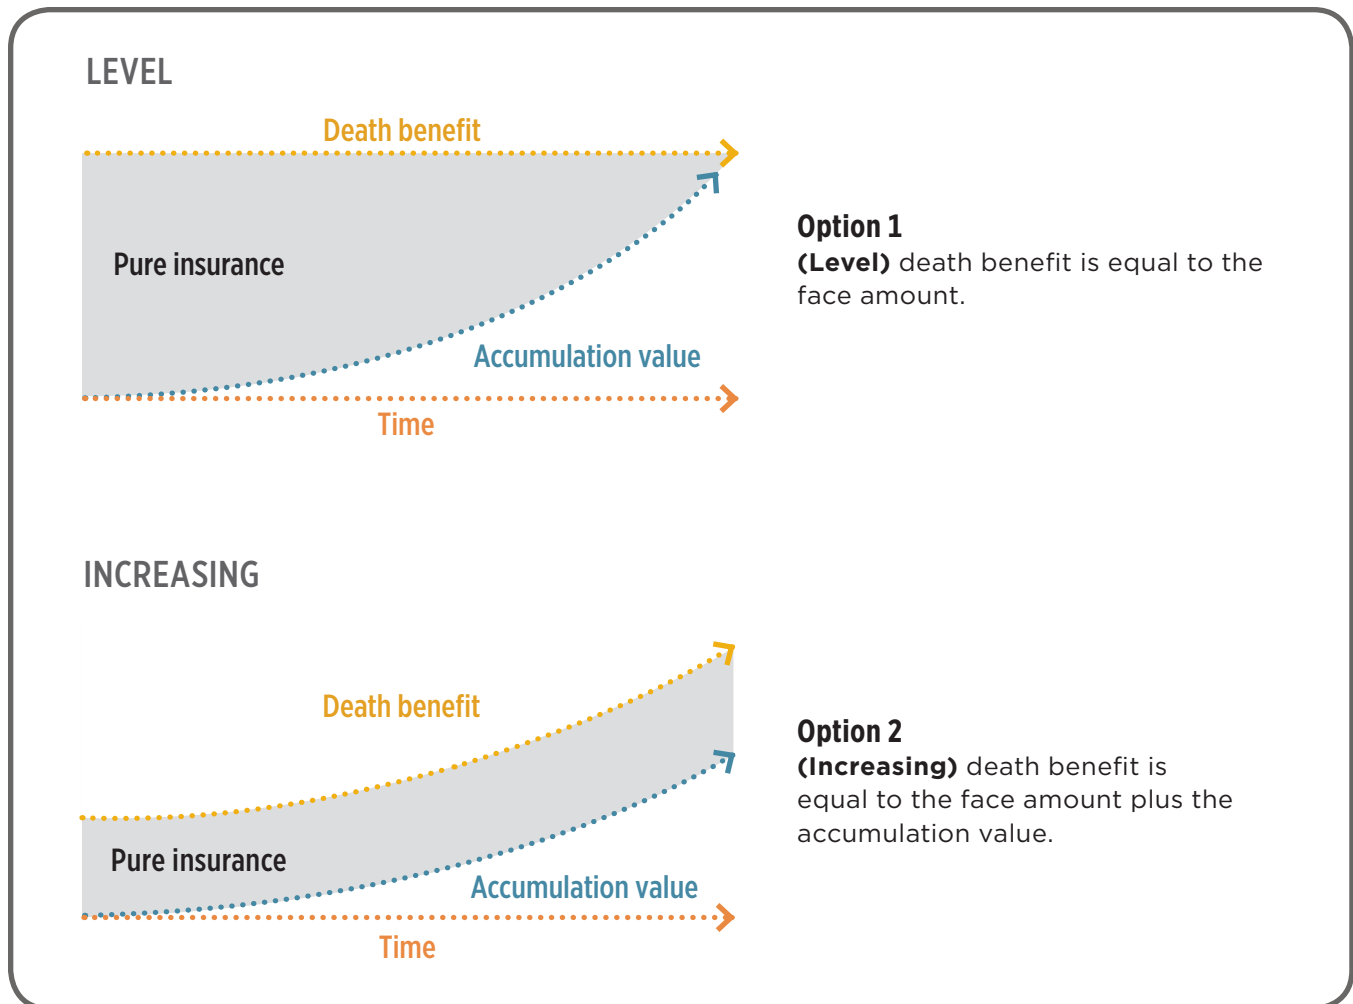 LEVEL
Death benefit
Pure insurance
Accumulation value
Time
Option 1
(Level) death benefit is equal to the
face amount.
INCREASING
Death benefit
Pure insurance
Accumulation value
Time
Option 2
(Increasing) death benefit is
equal to the face amount plus the
accumulation value.